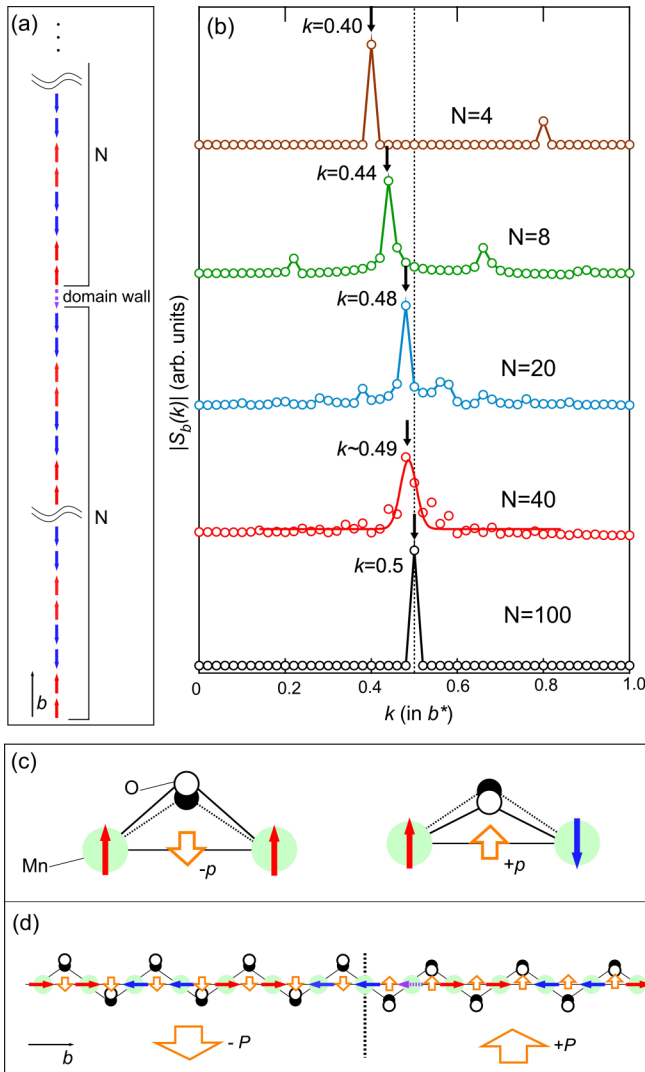 (a)
N
domain wall
N
b
(b)
k=0.40
N=4
k=0.44
N=8
k=0.48
N=20
k~0.49
N=40
k=0.5
N=100
|S_b(k)| (arb. units)
0
0.2
0.4
0.6
0.8
1.0
k (in b*)
(c)
O
Mn
-p
+p
(d)
b
- P
+P